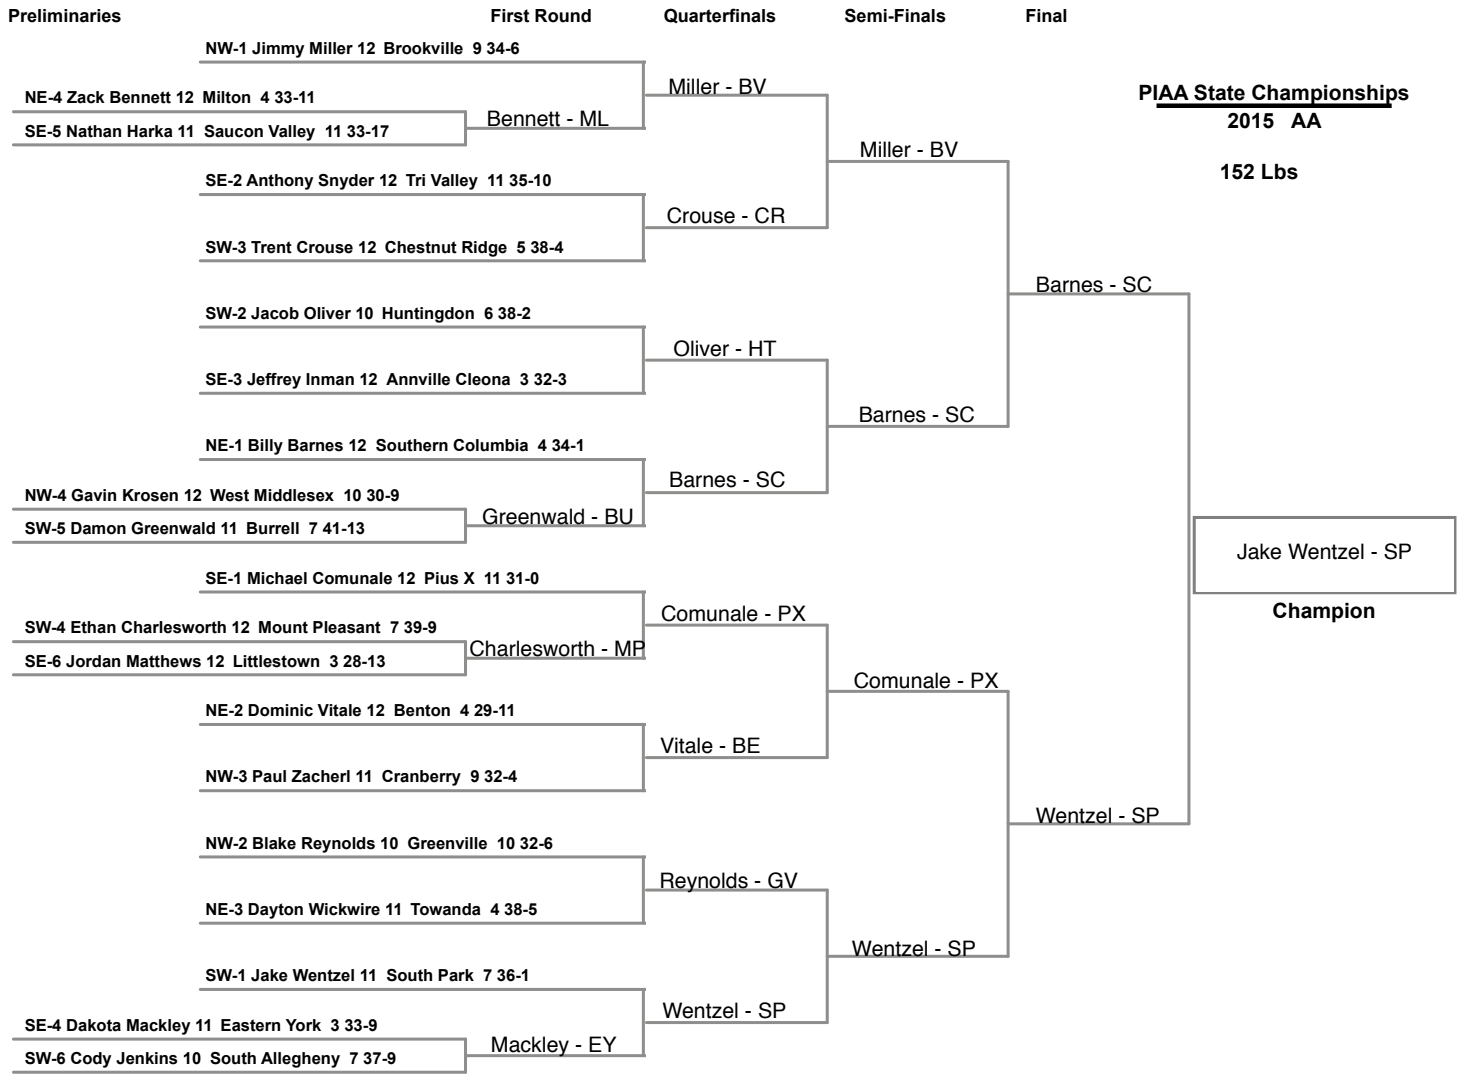 Preliminaries First Round Quarterfinals Semi-Finals Final
NW-1 Jimmy Miller 12 Brookville 9 34-6
Miller - BV
PIAA State Championships
NE-4 Zack Bennett 12 Milton 4 33-11
Bennett - ML
2015 AA
SE-5 Nathan Harka 11 Saucon Valley 11 33-17
Miller - BV
152 Lbs
SE-2 Anthony Snyder 12 Tri Valley 11 35-10
Crouse - CR
SW-3 Trent Crouse 12 Chestnut Ridge 5 38-4
Barnes - SC
SW-2 Jacob Oliver 10 Huntingdon 6 38-2
Oliver - HT
SE-3 Jeffrey Inman 12 Annville Cleona 3 32-3
Barnes - SC
NE-1 Billy Barnes 12 Southern Columbia 4 34-1
Barnes - SC
NW-4 Gavin Krosen 12 West Middlesex 10 30-9
Greenwald - BU
SW-5 Damon Greenwald 11 Burrell 7 41-13
Jake Wentzel - SP
SE-1 Michael Comunale 12 Pius X 11 31-0
Champion
Comunale - PX
SW-4 Ethan Charlesworth 12 Mount Pleasant 7 39-9
Charlesworth - MP
SE-6 Jordan Matthews 12 Littlestown 3 28-13
Comunale - PX
NE-2 Dominic Vitale 12 Benton 4 29-11
Vitale - BE
NW-3 Paul Zacherl 11 Cranberry 9 32-4
Wentzel - SP
NW-2 Blake Reynolds 10 Greenville 10 32-6
Reynolds - GV
NE-3 Dayton Wickwire 11 Towanda 4 38-5
Wentzel - SP
SW-1 Jake Wentzel 11 South Park 7 36-1
Wentzel - SP
SE-4 Dakota Mackley 11 Eastern York 3 33-9
Mackley - EY
SW-6 Cody Jenkins 10 South Allegheny 7 37-9